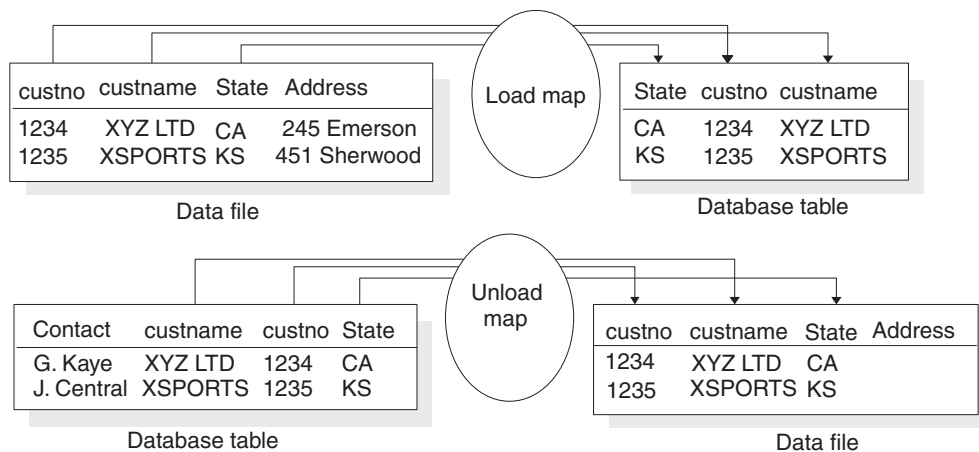 custno custname State Address
1234 XYZ LTD CA 245 Emerson
1235 XSPORTS KS 451 Sherwood
Data file
Load map
State custno custname
CA 1234 XYZ LTD
KS 1235 XSPORTS
Database table
Contact custname custno State
G. Kaye XYZ LTD 1234 CA
J. Central XSPORTS 1235 KS
Database table
Unload
map
custno custname State Address
1234 XYZ LTD CA
1235 XSPORTS KS
Data file